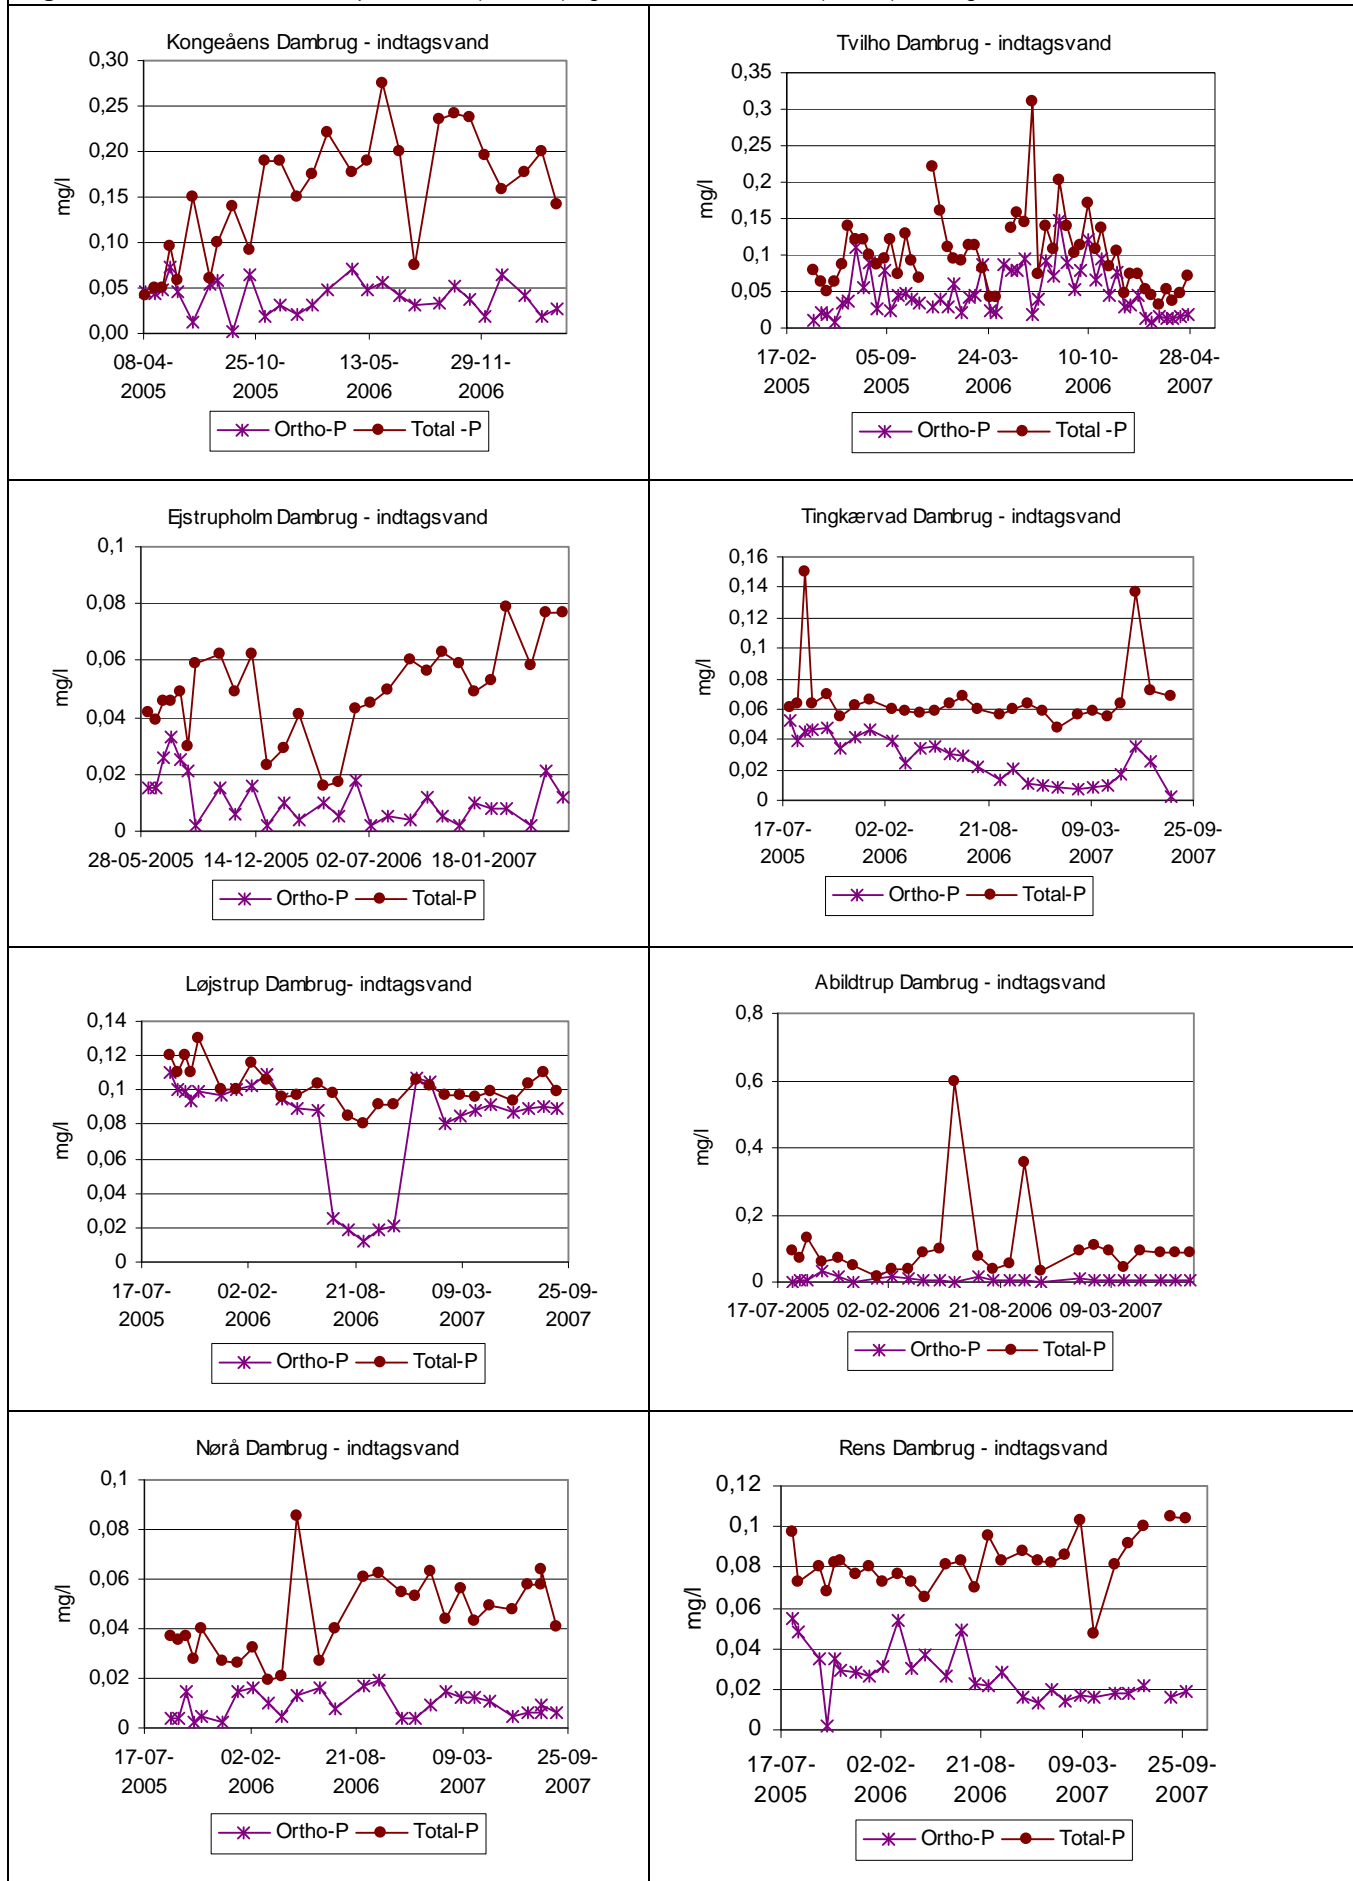 Kongeåens Dambrug - indtagsvand
0,30
0,25
0,20
0,15
0,10
0,05
0,00
mg/l
08-04- 25-10- 13-05- 29-11-
2005 2005 2006 2006
Ortho-P Total -P
Tvilho Dambrug - indtagsvand
0,35
0,3
0,25
0,2
0,15
0,1
0,05
0
mg/l
17-02- 05-09- 24-03- 10-10- 28-04-
2005 2005 2006 2006 2007
Ortho-P Total -P
Ejstrupholm Dambrug - indtagsvand
0,1
0,08
0,06
0,04
0,02
0
mg/l
28-05-2005 14-12-2005 02-07-2006 18-01-2007
Ortho-P Total-P
Tingkærvad Dambrug - indtagsvand
0,16
0,14
0,12
0,1
0,08
0,06
0,04
0,02
0
mg/l
17-07- 02-02- 21-08- 09-03- 25-09-
2005 2006 2006 2007 2007
Ortho-P Total-P
Løjstrup Dambrug- indtagsvand
0,14
0,12
0,1
0,08
0,06
0,04
0,02
0
mg/l
17-07- 02-02- 21-08- 09-03- 25-09-
2005 2006 2006 2007 2007
Ortho-P Total-P
Abildtrup Dambrug - indtagsvand
0,8
0,6
0,4
0,2
0
mg/l
17-07-2005 02-02-2006 21-08-2006 09-03-2007
Ortho-P Total-P
Nørå Dambrug - indtagsvand
0,1
0,08
0,06
0,04
0,02
0
mg/l
17-07- 02-02- 21-08- 09-03- 25-09-
2005 2006 2006 2007 2007
Ortho-P Total-P
Rens Dambrug - indtagsvand
0,12
0,1
0,08
0,06
0,04
0,02
0
mg/l
17-07- 02-02- 21-08- 09-03- 25-09-
2005 2006 2006 2007 2007
Ortho-P Total-P